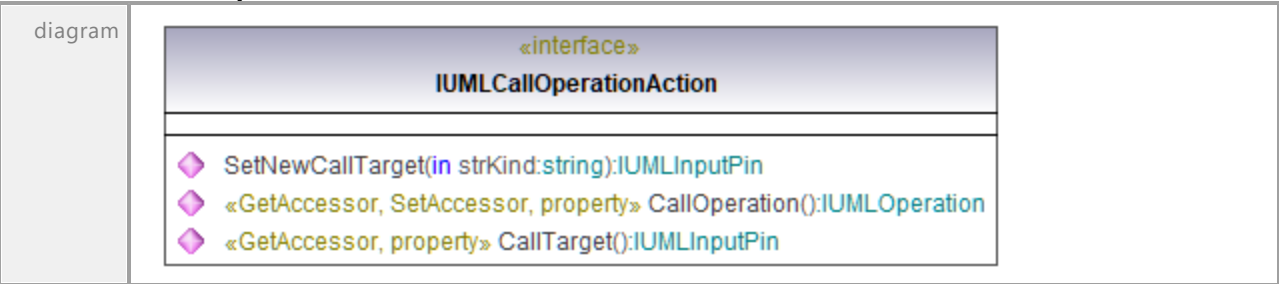 diagram
«interface»
IUMLCallOperationAction
SetNewCallTarget(in strKind:string):IUMLInputPin
«GetAccessor, SetAccessor, property» CallOperation():IUMLOperation
«GetAccessor, property» CallTarget():IUMLInputPin